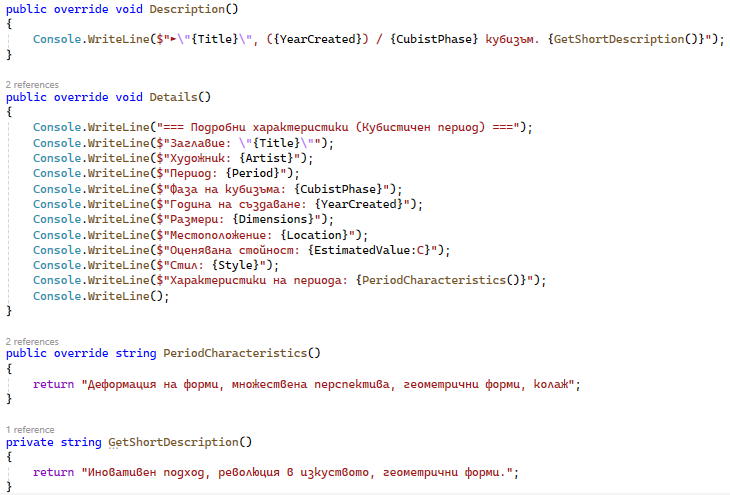 public override void Description()
{
Console.WriteLine($"►\"{Title}\", ({YearCreated}) / {CubistPhase} кубизъм. {GetShortDescription()}");
}
2 references
public override void Details()
{
Console.WriteLine("=== Подробни характеристики (Кубистичен период) ===");
Console.WriteLine($"Заглавие: \"{Title}\"");
Console.WriteLine($"Художник: {Artist}");
Console.WriteLine($"Период: {Period}");
Console.WriteLine($"Фаза на кубизъма: {CubistPhase}");
Console.WriteLine($"Година на създаване: {YearCreated}");
Console.WriteLine($"Размери: {Dimensions}");
Console.WriteLine($"Местоположение: {Location}");
Console.WriteLine($"Оценявана стойност: {EstimatedValue:C}");
Console.WriteLine($"Стил: {Style}");
Console.WriteLine($"Характеристики на периода: {PeriodCharacteristics()}");
Console.WriteLine();
}
2 references
public override string PeriodCharacteristics()
{
return "Деформация на форми, множествена перспектива, геометрични форми, колаж";
}
1 reference
private string GetShortDescription()
{
return "Иновативен подход, революция в изкуството, геометрични форми.";
}